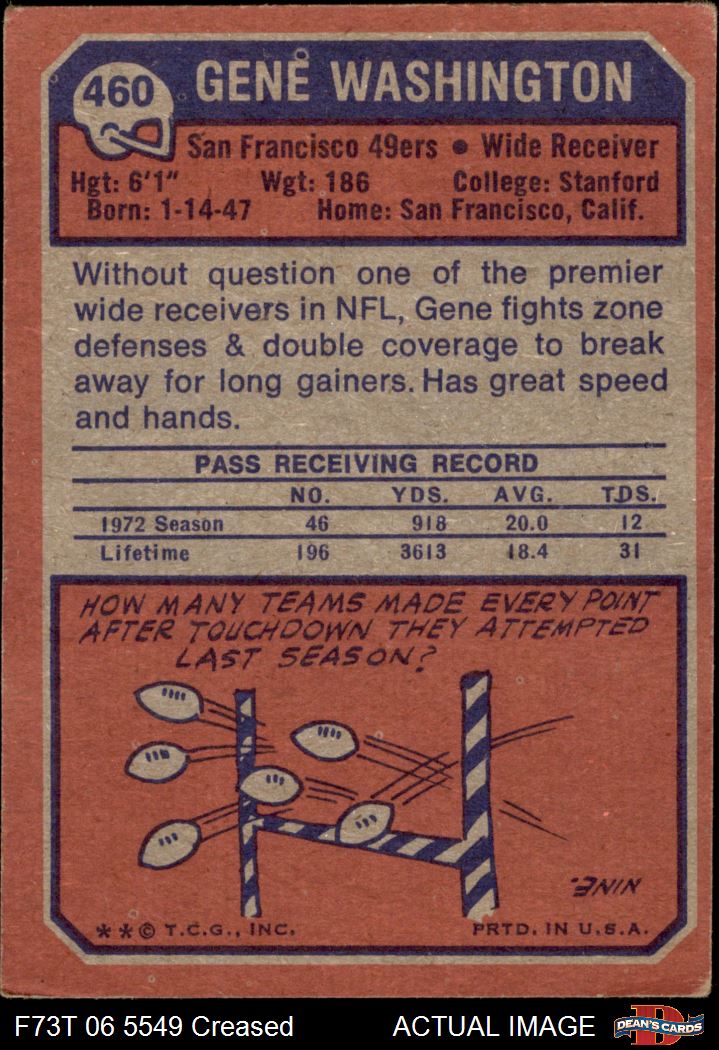 460
GENE WASHINGTON
San Francisco 49ers • Wide Receiver
Hgt: 6'1" Wgt: 186 College: Stanford
Born: 1-14-47 Home: San Francisco, Calif.
Without question one of the premier
wide receivers in NFL, Gene fights zone
defenses & double coverage to break
away for long gainers. Has great speed
and hands.
PASS RECEIVING RECORD
NO. YDS. AVG. TDS.
1972 Season 46 918 20.0 12
Lifetime 196 3613 18.4 31
HOW MANY TEAMS MADE EVERY POINT
AFTER TOUCHDOWN THEY ATTEMPTED
LAST SEASON?
NINE.
**© T.C.G., INC. PRTD. IN U.S.A.
F73T 06 5549 Creased ACTUAL IMAGE DEAN'S CARDS